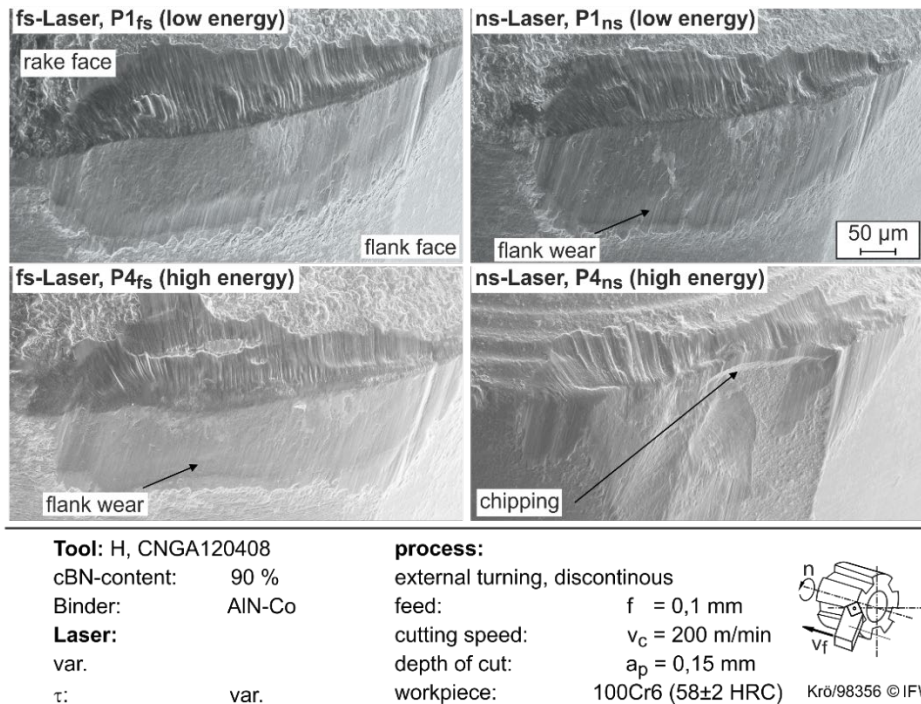 fs-Laser, P1fs (low energy)
rake face
flank face
ns-Laser, P1ns (low energy)
flank wear
50 µm
fs-Laser, P4fs (high energy)
flank wear
ns-Laser, P4ns (high energy)
chipping
Tool: H, CNGA120408
cBN-content: 90 %
Binder: AlN-Co
Laser:
var.
τ: var.
process:
external turning, discontinous
feed: f = 0,1 mm
cutting speed: vc = 200 m/min
depth of cut: ap = 0,15 mm
workpiece: 100Cr6 (58±2 HRC)
n
vf
Krö/98356 © IFW